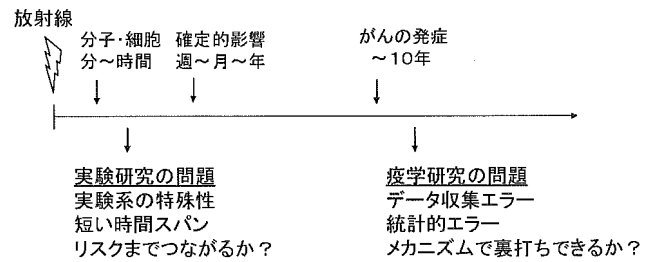 放射線
分子・細胞
分～時間
確定的影響
週～月～年
がんの発症
～10年
実験研究の問題
実験系の特殊性
短い時間スパン
リスクまでつながるか？
疫学研究の問題
データ収集エラー
統計的エラー
メカニズムで裏打ちできるか？